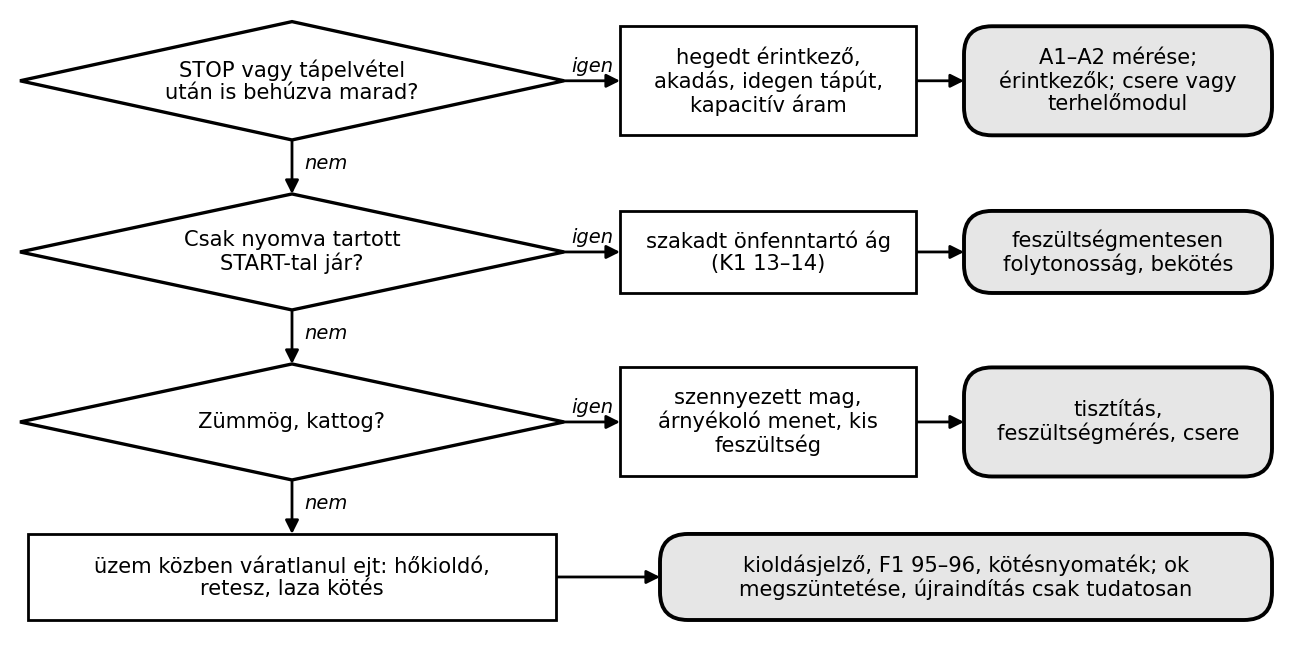 STOP vagy tápelvétel
után is behúzva marad?
igen
hegedt érintkező,
akadás, idegen tápút,
kapacitív áram
A1–A2 mérése;
érintkezők; csere vagy
terhelőmodul
nem
Csak nyomva tartott
START-tal jár?
igen
szakadt önfenntartó ág
(K1 13–14)
feszültségmentesen
folytonosság, bekötés
nem
Zümmög, kattog?
igen
szennyezett mag,
árnyékoló menet, kis
feszültség
tisztítás,
feszültségmérés, csere
nem
üzem közben váratlanul ejt: hőkioldó,
retesz, laza kötés
kioldásjelző, F1 95–96, kötésnyomaték; ok
megszüntetése, újraindítás csak tudatosan